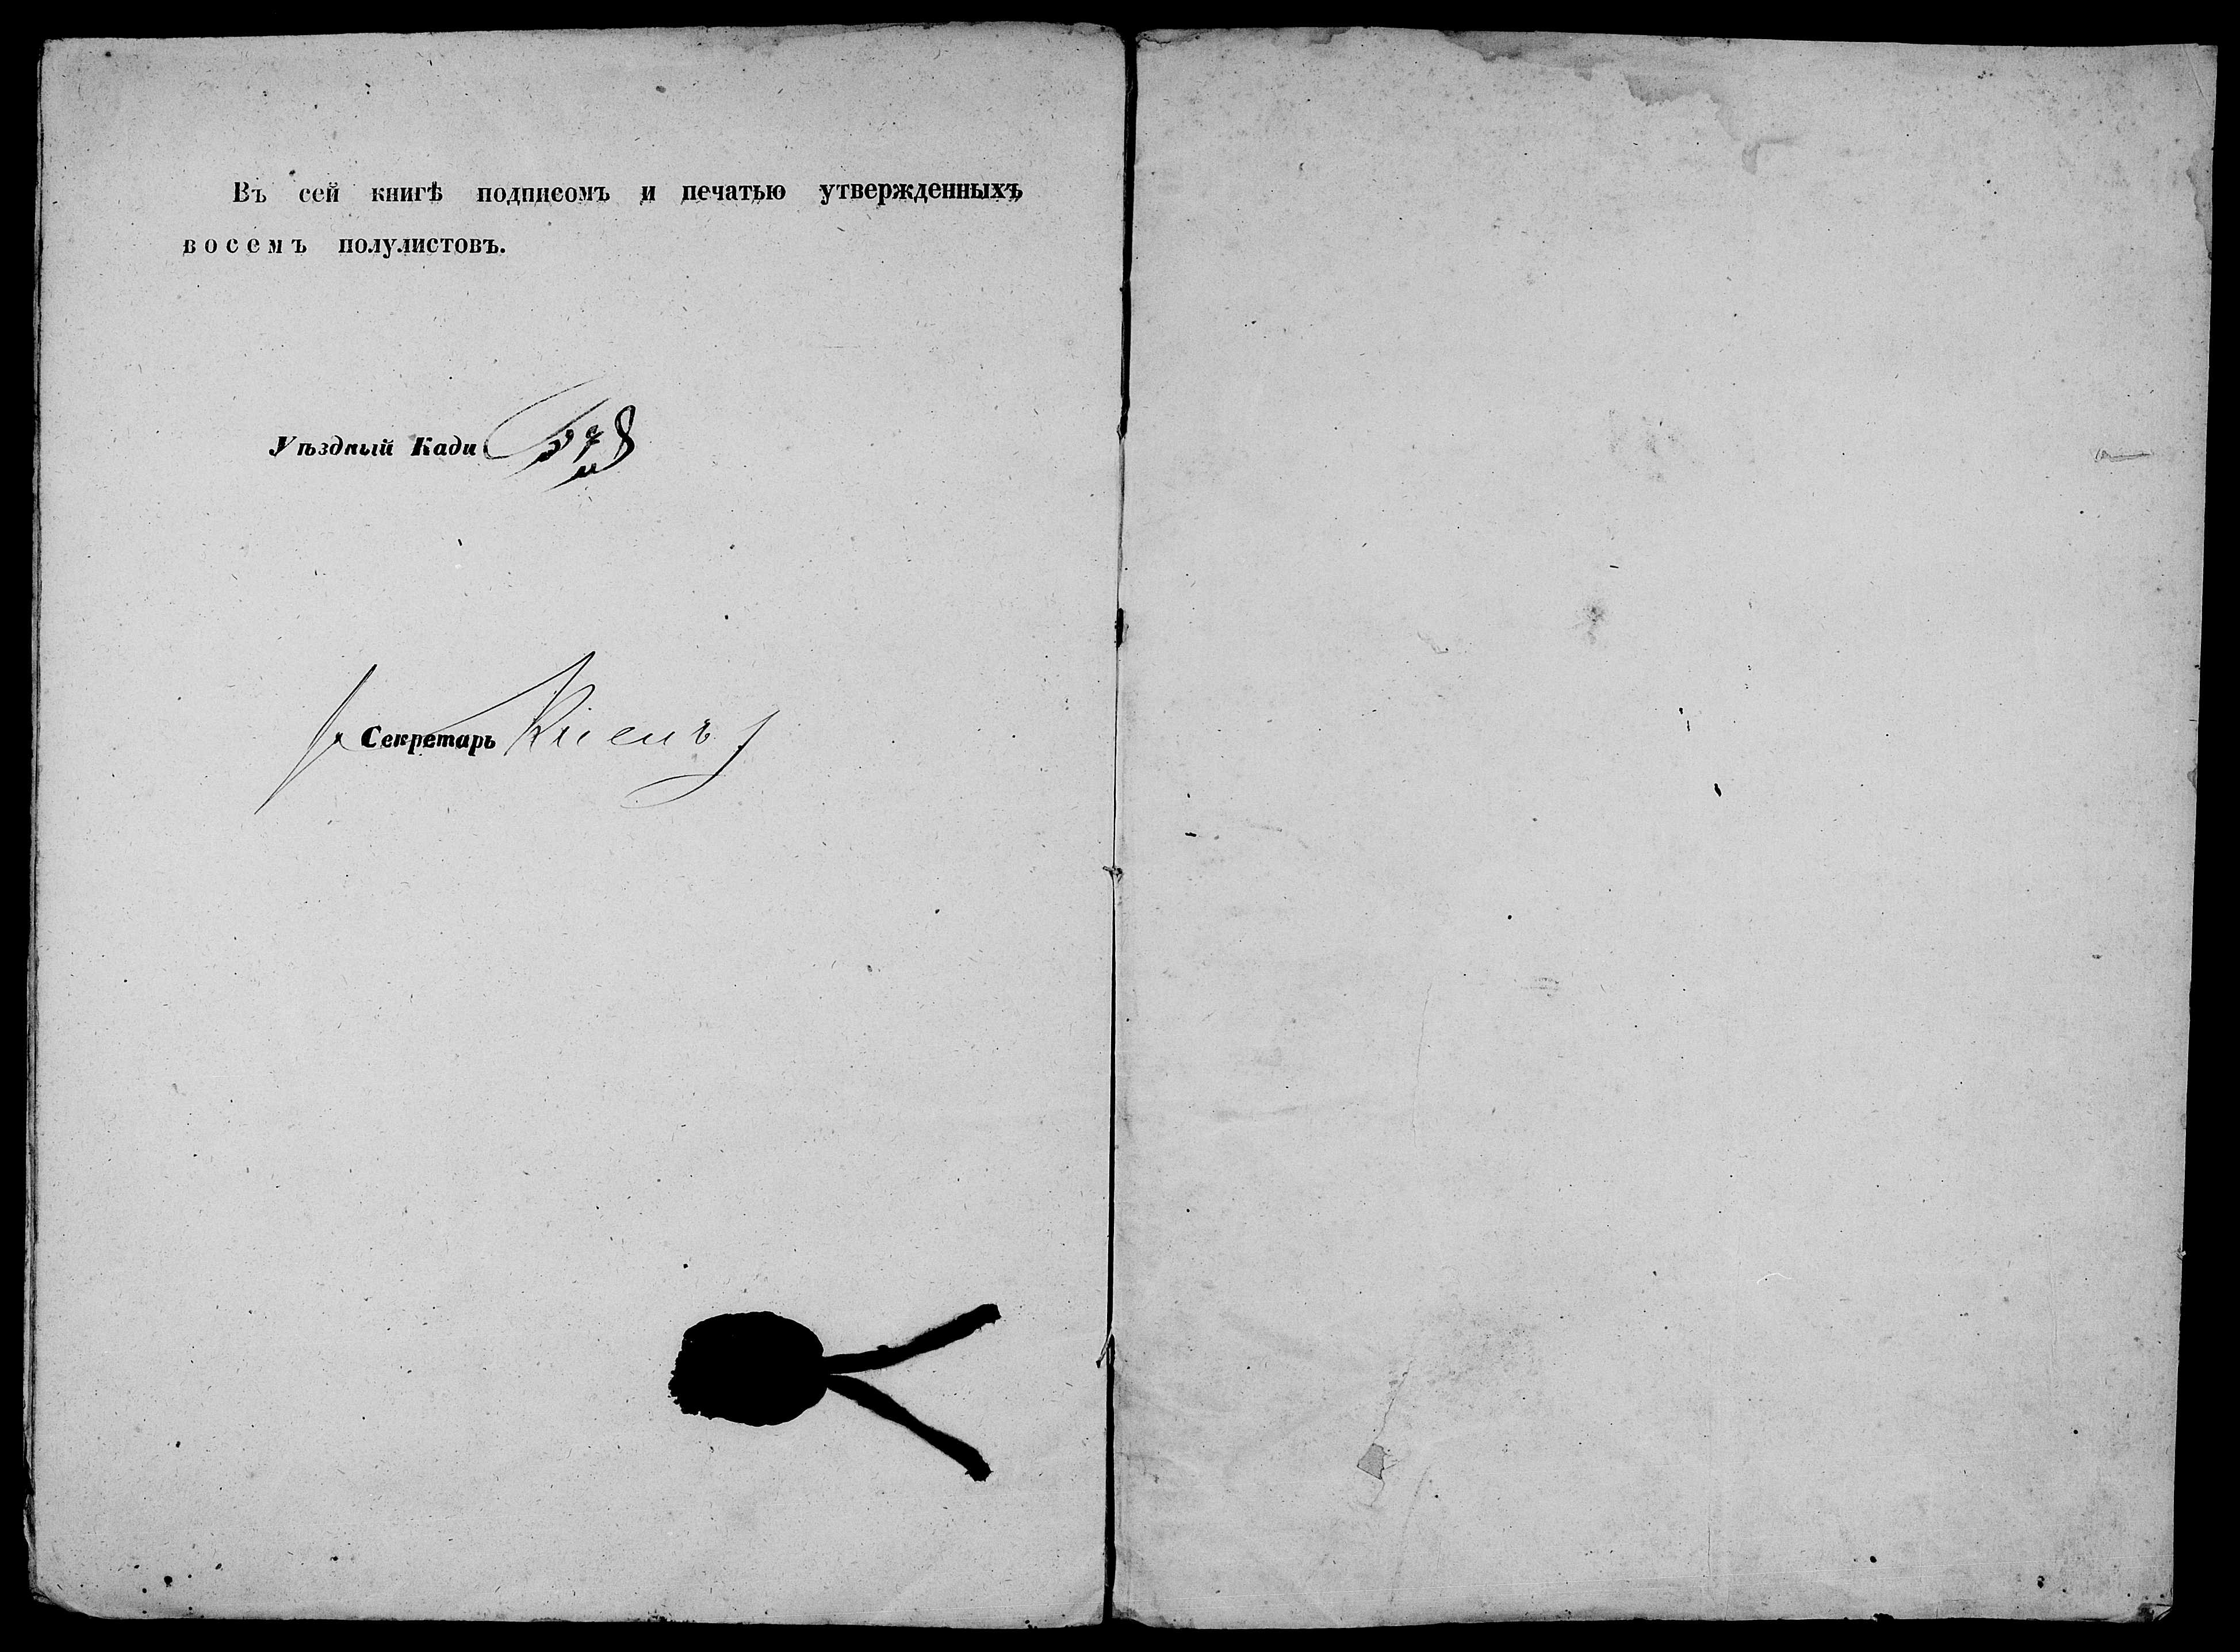 Въ сей книгѣ подписомъ и печатью утвержденныхъ
восемъ полулистовъ.
Уѣздный Кади
Секретарь